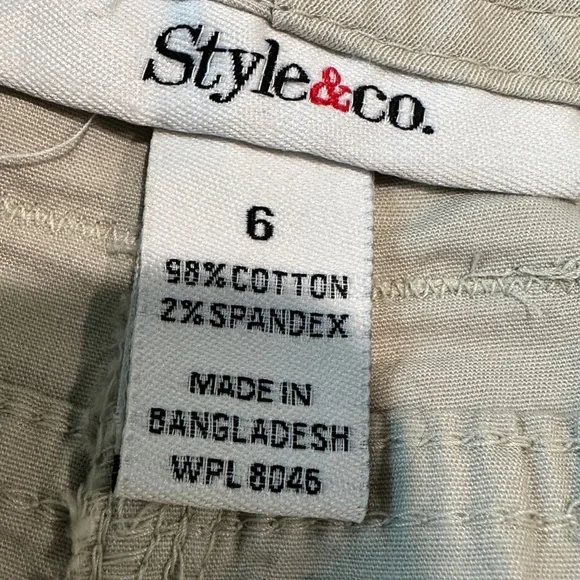 Style&co.
6
98% COTTON
2% SPANDEX
MADE IN
BANGLADESH
WPL 8046